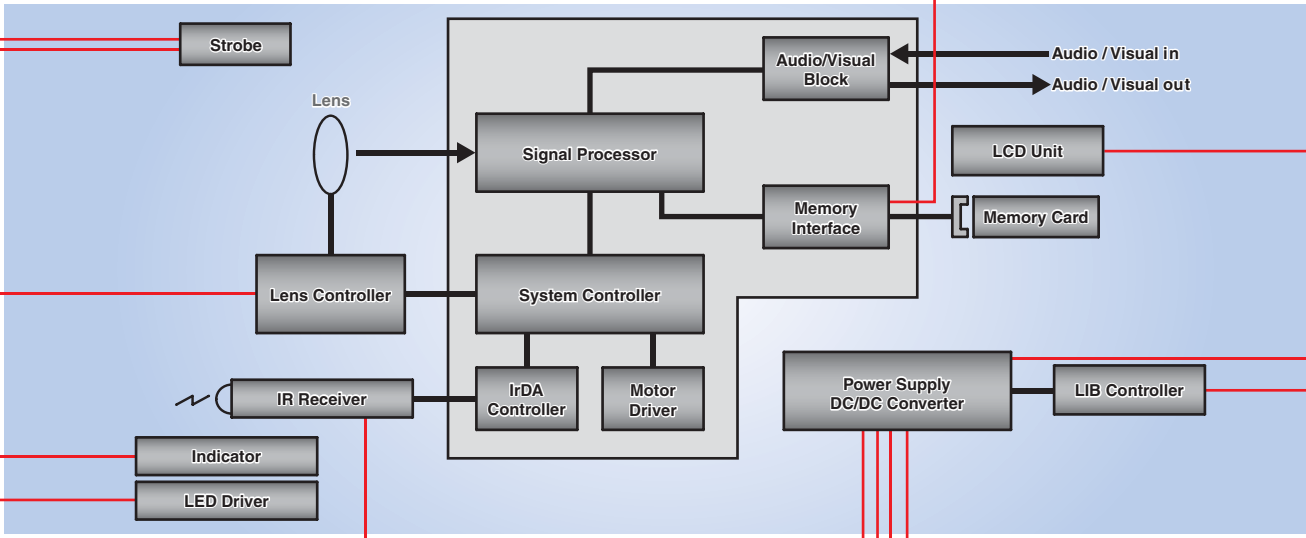 Strobe
Audio/Visual
Block
Audio / Visual in
Audio / Visual out
Lens
Signal Processor
LCD Unit
Memory
Interface
Memory Card
Lens Controller
System Controller
IR Receiver
IrDA
Controller
Motor
Driver
Power Supply
DC/DC Converter
LIB Controller
Indicator
LED Driver